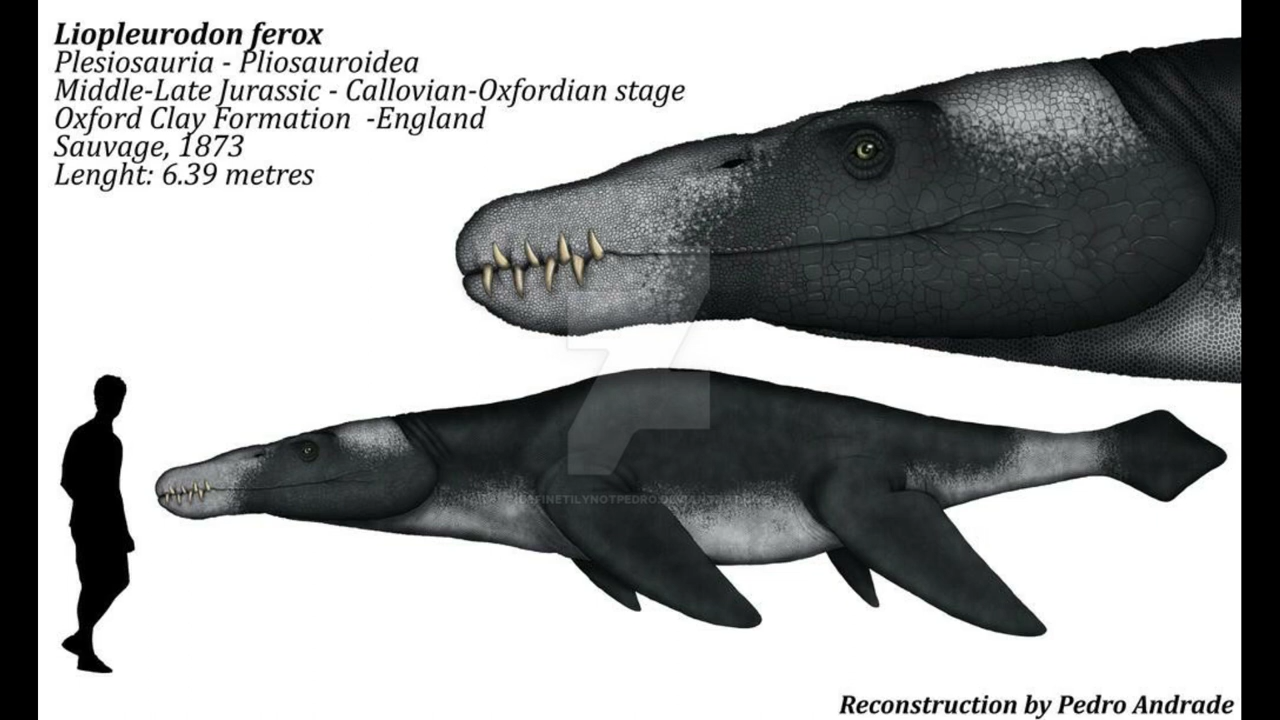 Liopleurodon ferox
Plesiosauria - Pliosauroidea
Middle-Late Jurassic - Callovian-Oxfordian stage
Oxford Clay Formation -England
Sauvage, 1873
Lenght: 6.39 metres
Reconstruction by Pedro Andrade